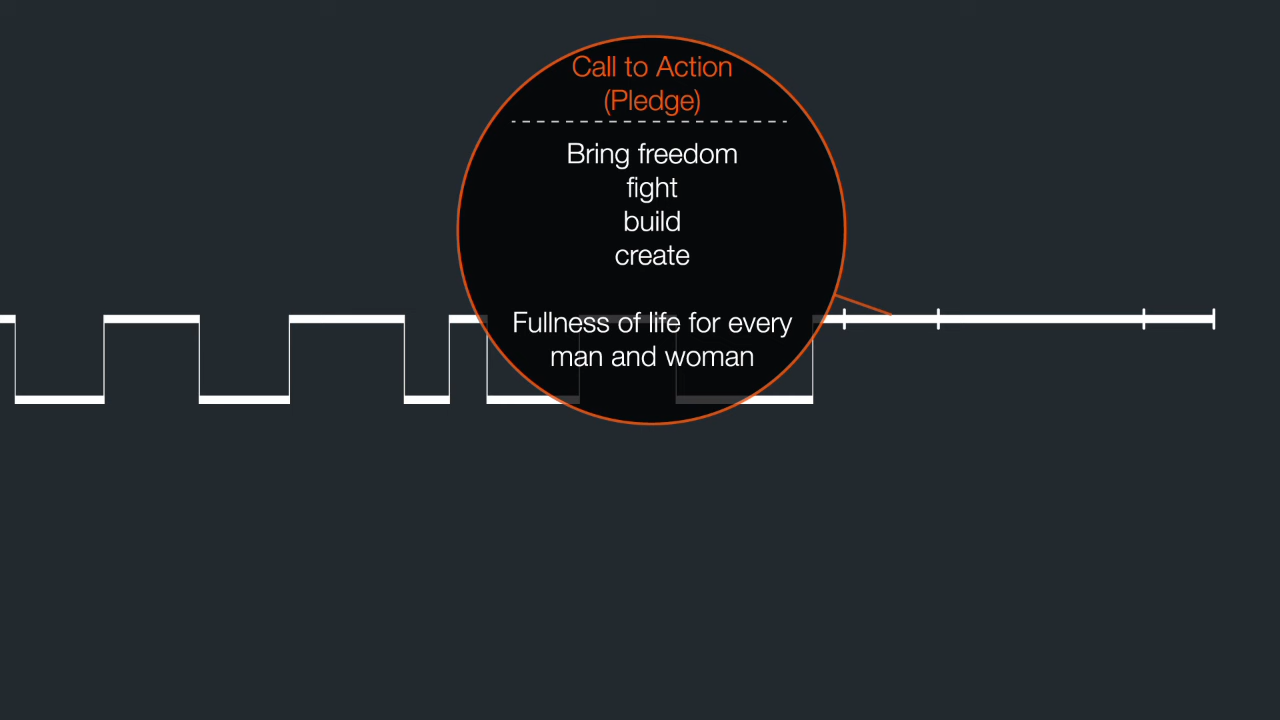 Call to Action
(Pledge)
Bring freedom
fight
build
create
Fullness of life for every
man and woman